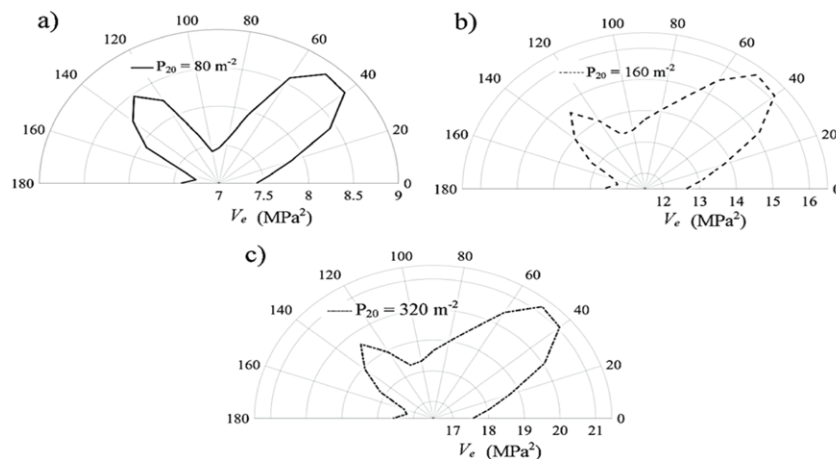 a)
100 80
120 60
P₂₀ = 80 m⁻²
140 40
160 20
180 0
7 7.5 8 8.5 9
Vₑ (MPa²)
b)
100 80
120 60
P₂₀ = 160 m⁻²
140 40
160 20
180 0
12 13 14 15 16
Vₑ (MPa²)
c)
100 80
120 60
P₂₀ = 320 m⁻²
140 40
160 20
180 0
17 18 19 20 21
Vₑ (MPa²)